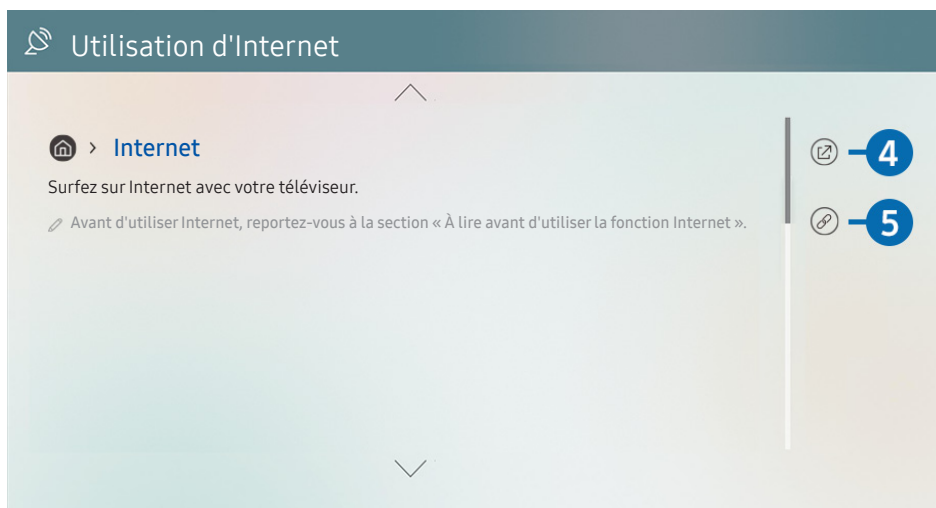 Utilisation d'Internet
> Internet
Surfez sur Internet avec votre téléviseur.
Avant d'utiliser Internet, reportez-vous à la section « À lire avant d'utiliser la fonction Internet ».
4
5